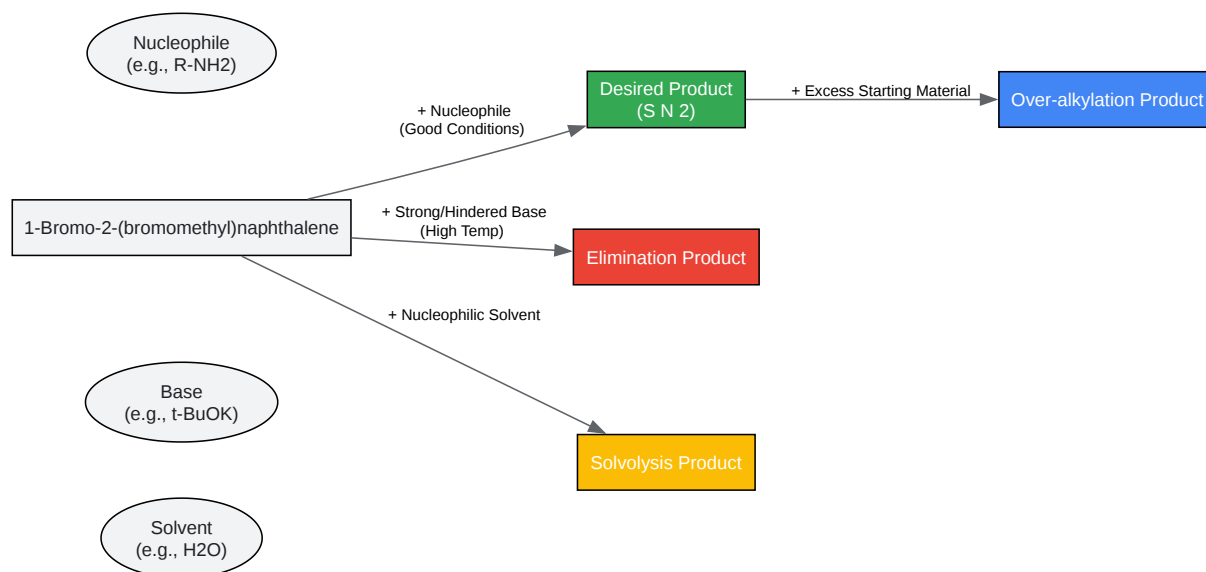 Nucleophile
(e.g., R-NH2)
Desired Product
(S N 2)
+ Excess Starting Material
Over-alkylation Product
+ Nucleophile
(Good Conditions)
1-Bromo-2-(bromomethyl)naphthalene
+ Strong/Hindered Base
(High Temp)
Elimination Product
+ Nucleophilic Solvent
Base
(e.g., t-BuOK)
Solvolysis Product
Solvent
(e.g., H2O)